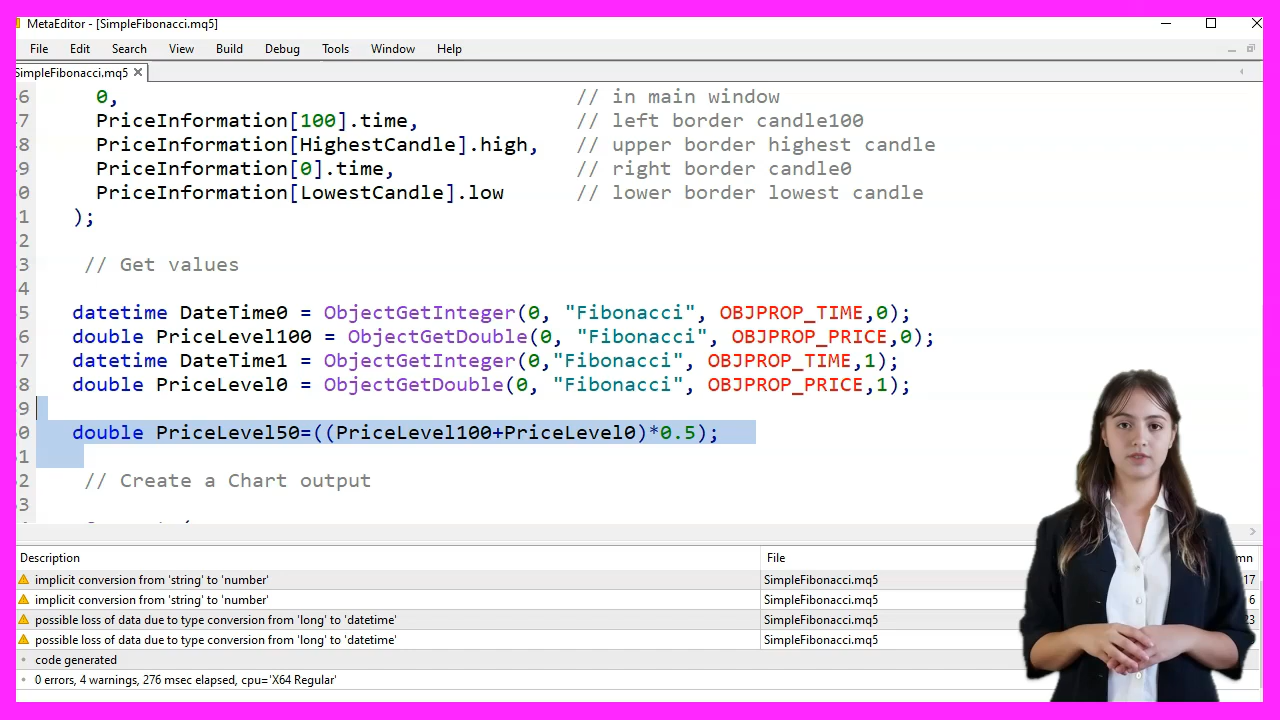 MetaEditor - [SimpleFibonacci.mq5]
File Edit Search View Build Debug Tools Window Help
SimpleFibonacci.mq5
6 0, // in main window
7 PriceInformation[100].time, // left border candle100
8 PriceInformation[HighestCandle].high, // upper border highest candle
9 PriceInformation[0].time, // right border candle0
0 PriceInformation[LowestCandle].low // lower border lowest candle
1 );
2
3 // Get values
4
5 datetime DateTime0 = ObjectGetInteger(0, "Fibonacci", OBJPROP_TIME,0);
6 double PriceLevel100 = ObjectGetDouble(0, "Fibonacci", OBJPROP_PRICE,0);
7 datetime DateTime1 = ObjectGetInteger(0,"Fibonacci", OBJPROP_TIME,1);
8 double PriceLevel0 = ObjectGetDouble(0, "Fibonacci", OBJPROP_PRICE,1);
9
0 double PriceLevel50=((PriceLevel100+PriceLevel0)*0.5);
1
2 // Create a Chart output
3
Description File mn
implicit conversion from 'string' to 'number' SimpleFibonacci.mq5 17
implicit conversion from 'string' to 'number' SimpleFibonacci.mq5 6
possible loss of data due to type conversion from 'long' to 'datetime' SimpleFibonacci.mq5 23
possible loss of data due to type conversion from 'long' to 'datetime' SimpleFibonacci.mq5
code generated
0 errors, 4 warnings, 276 msec elapsed, cpu='X64 Regular'